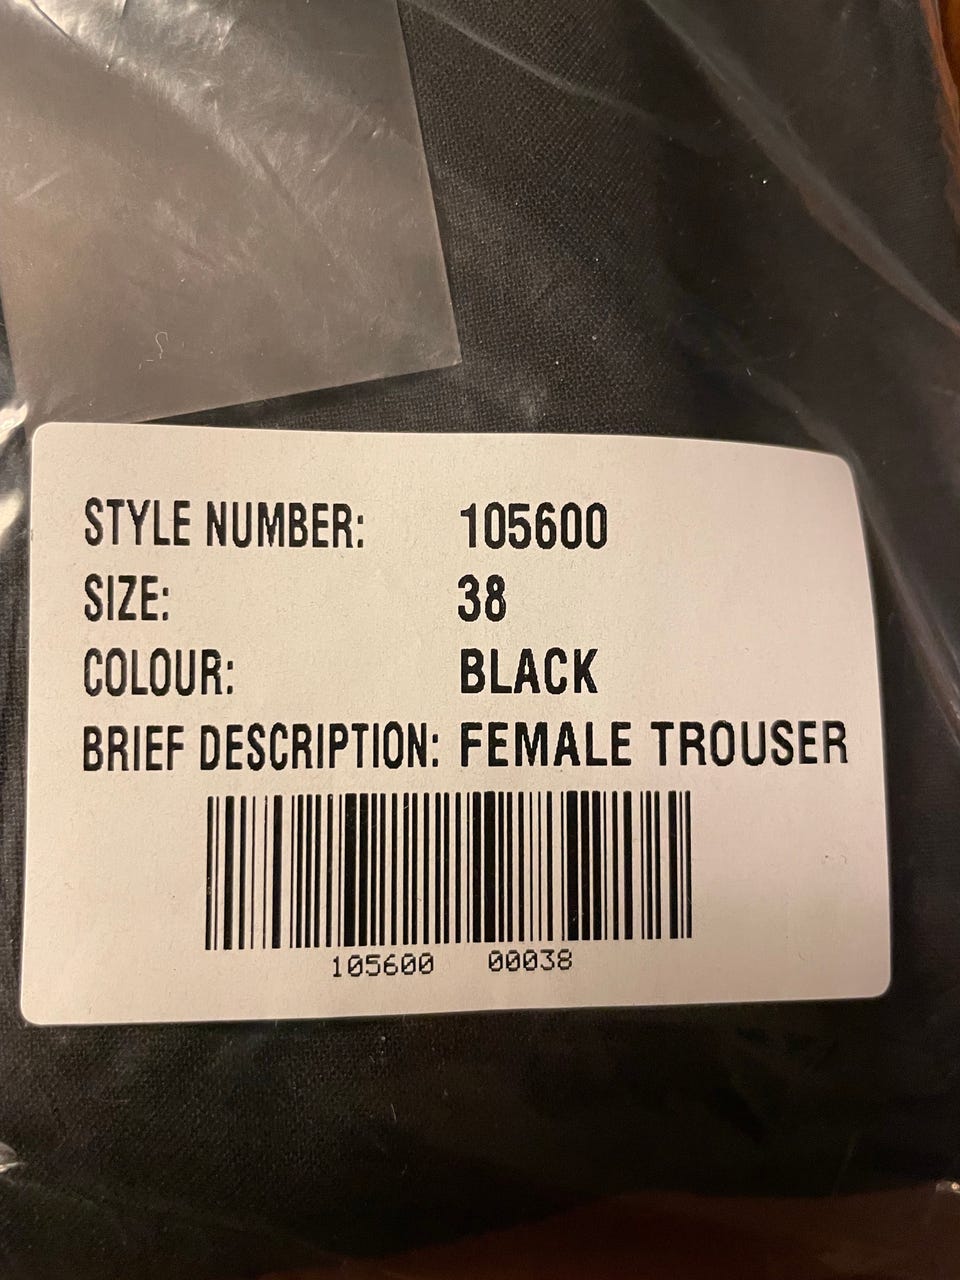 STYLE NUMBER: 105600
SIZE: 38
COLOUR: BLACK
BRIEF DESCRIPTION: FEMALE TROUSER
105600 00038